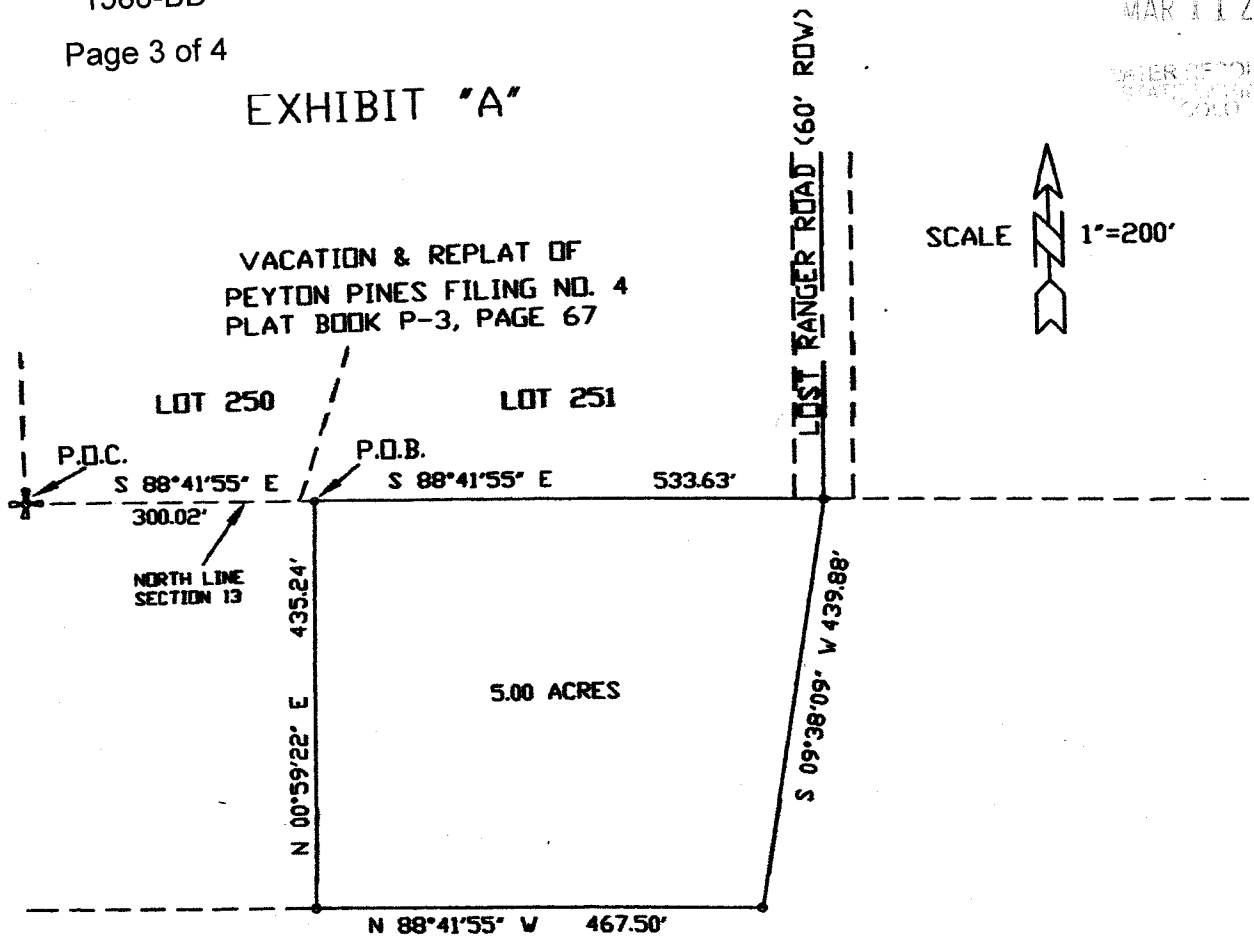 Page 3 of 4
MAR 11
EXHIBIT "A"
LOST RANGER ROAD (60' ROW)
SCALE 1"=200'
VACATION & REPLAT OF
PEYTON PINES FILING NO. 4
PLAT BOOK P-3, PAGE 67
LOT 250
LOT 251
P.O.C.
P.O.B.
S 88°41'55" E
300.02'
S 88°41'55" E 533.63'
NORTH LINE
SECTION 13
N 00°59'22" E 435.24'
S 09°38'09" W 439.88'
5.00 ACRES
N 88°41'55" W 467.50'